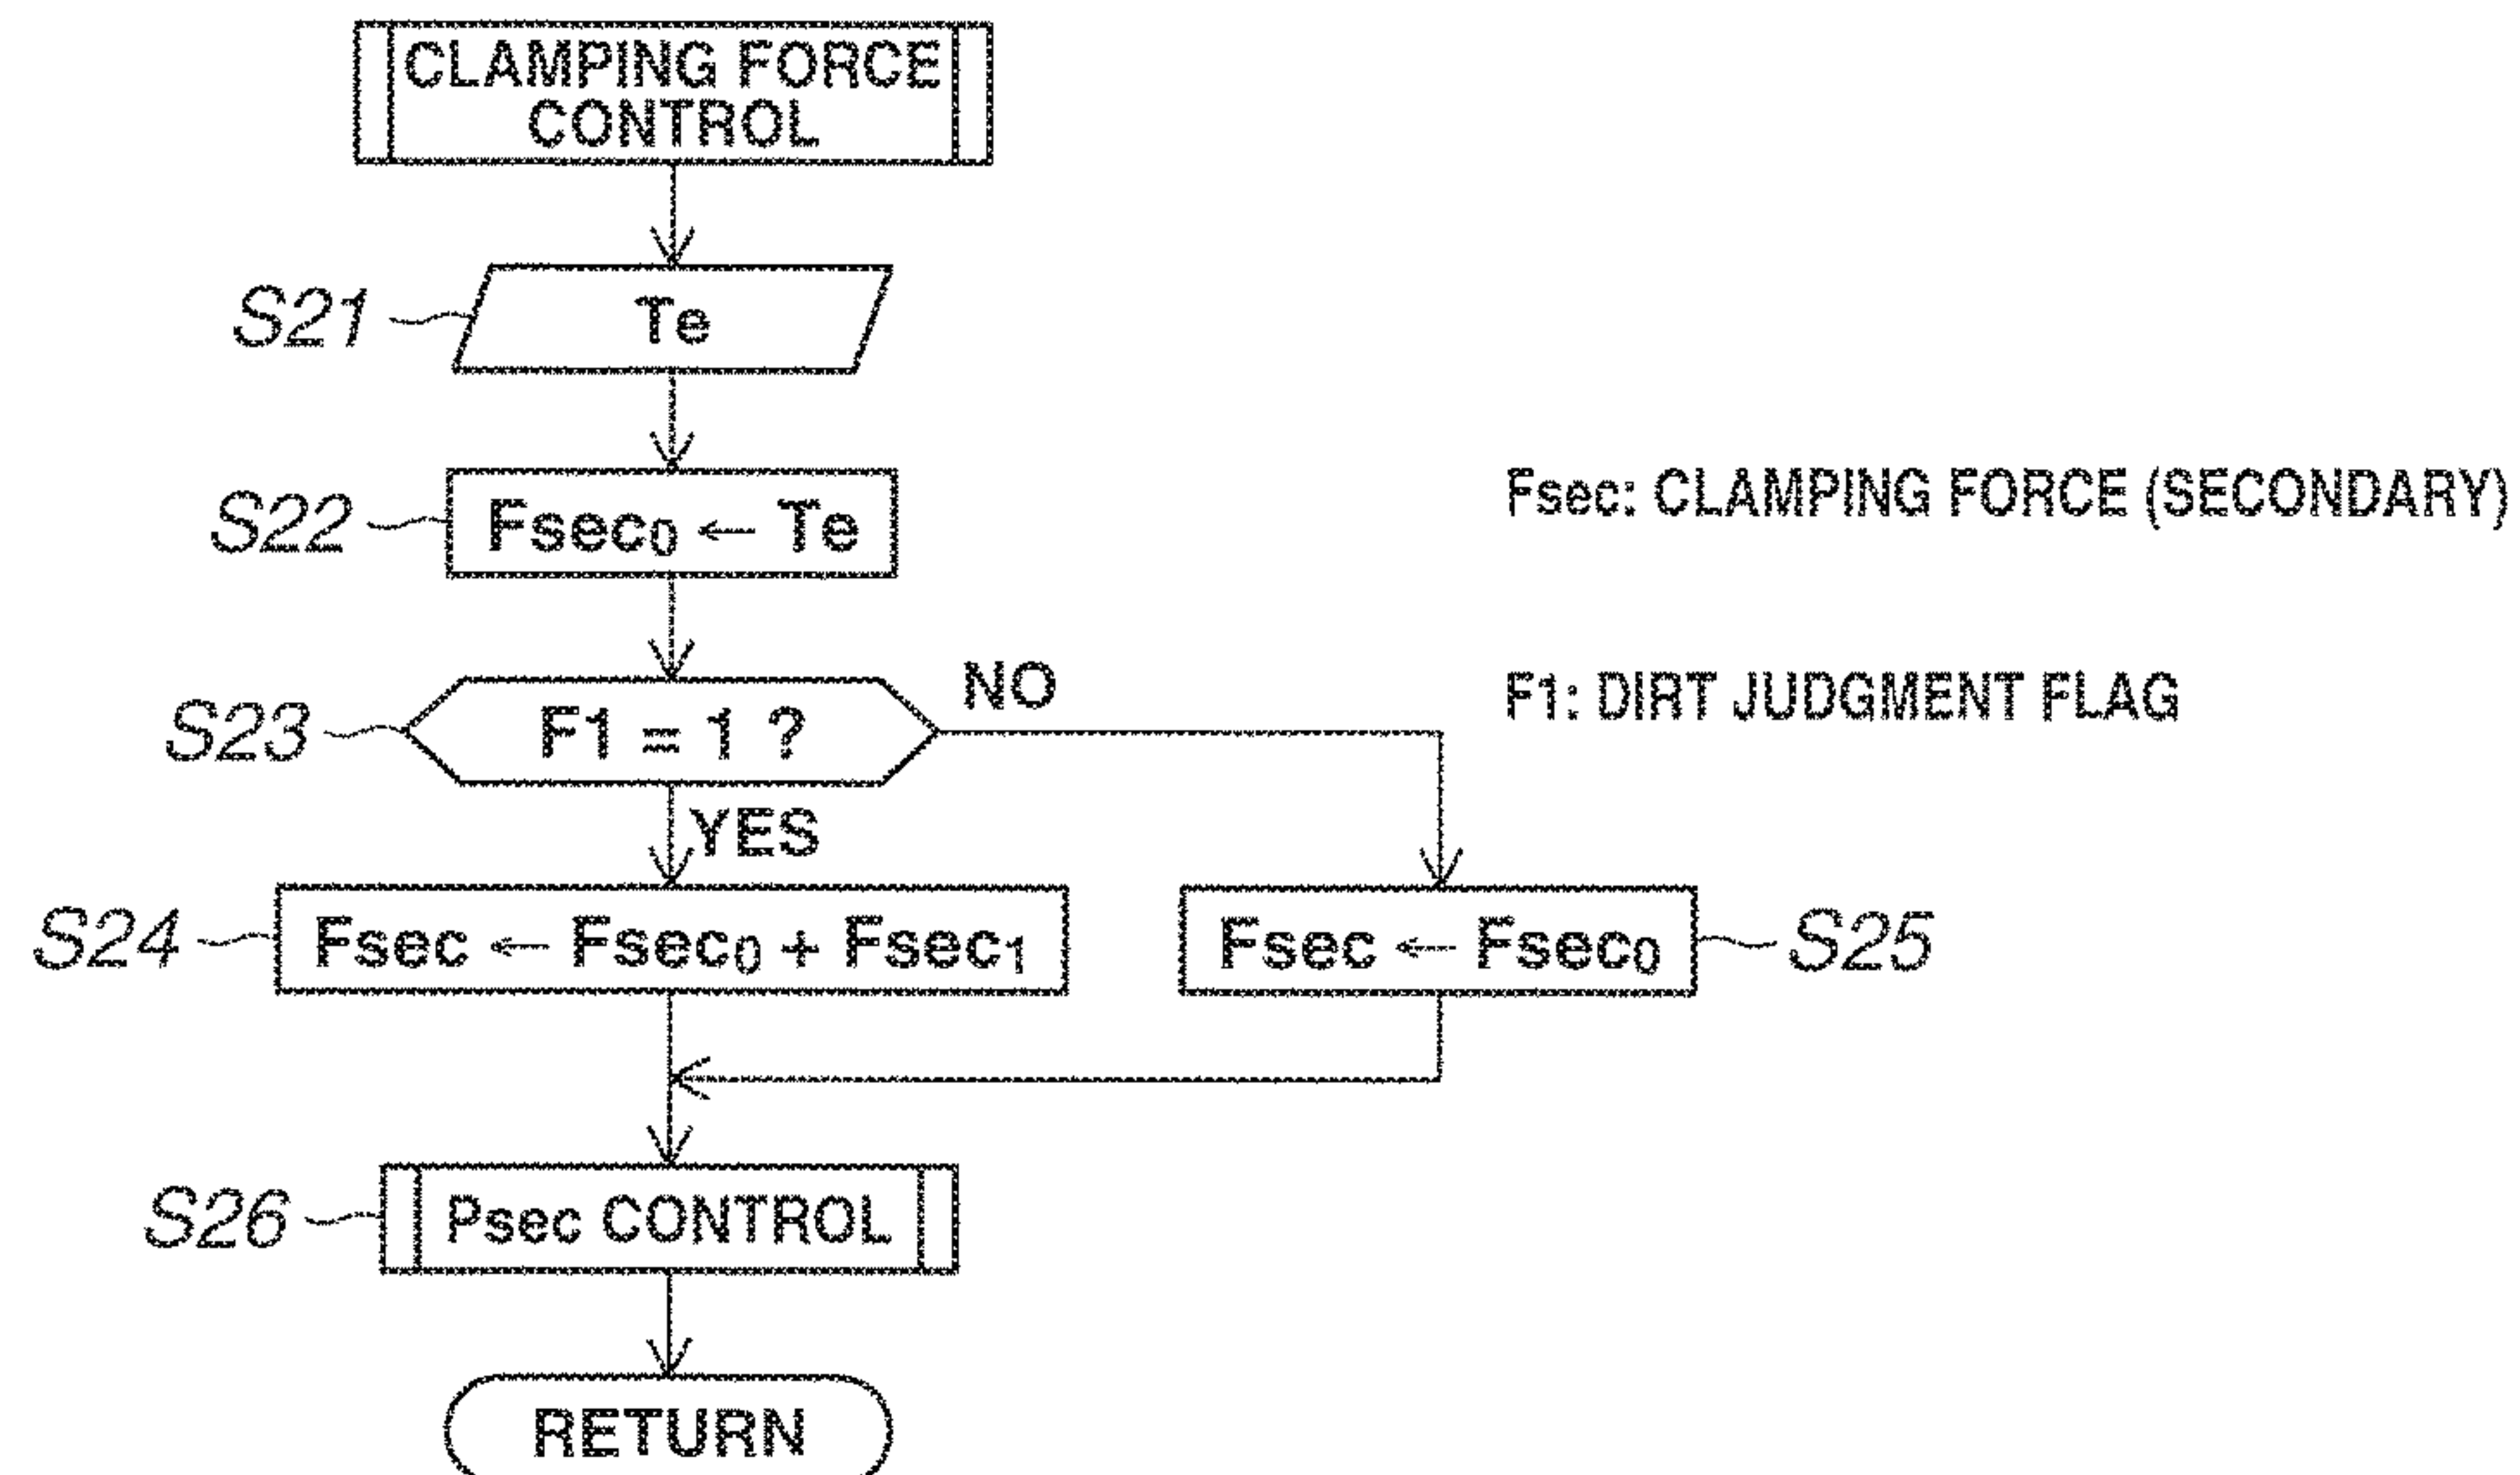 CLAMPING FORCE
CONTROL
S21
Te
S22
Fsec₀ ← Te
Fsec: CLAMPING FORCE (SECONDARY)
S23
F1 = 1 ?
NO
F1: DIRT JUDGMENT FLAG
YES
S24
Fsec ← Fsec₀ + Fsec₁
Fsec ← Fsec₀
S25
S26
Psec CONTROL
RETURN